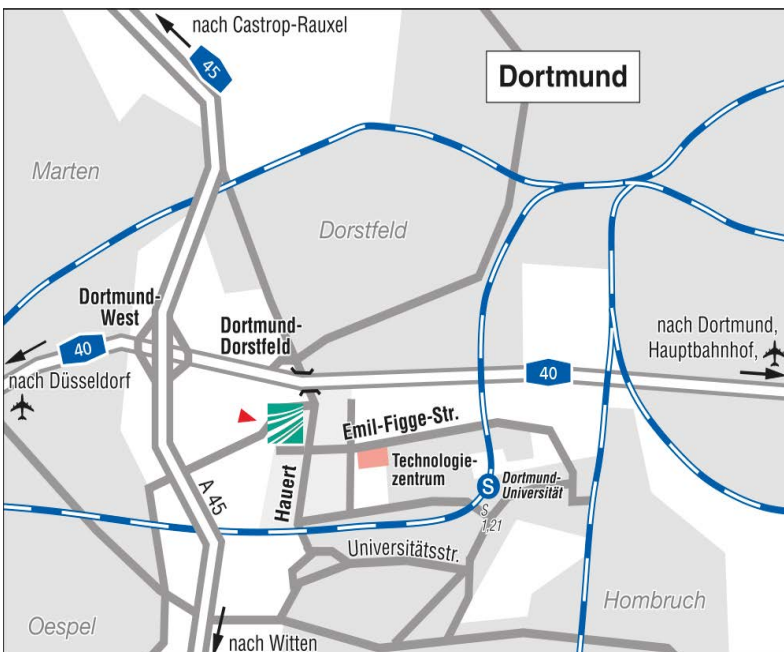 nach Castrop-Rauxel
45
Dortmund
Marten
Dorstfeld
Dortmund-
West
Dortmund-
Dorstfeld
nach Dortmund,
Hauptbahnhof,
40
nach Düsseldorf
40
Emil-Figge-Str.
Technologie-
zentrum
S
Dortmund-
Universität
S
1,21
Hauert
A 45
Universitätsstr.
Hombruch
Oespel
nach Witten